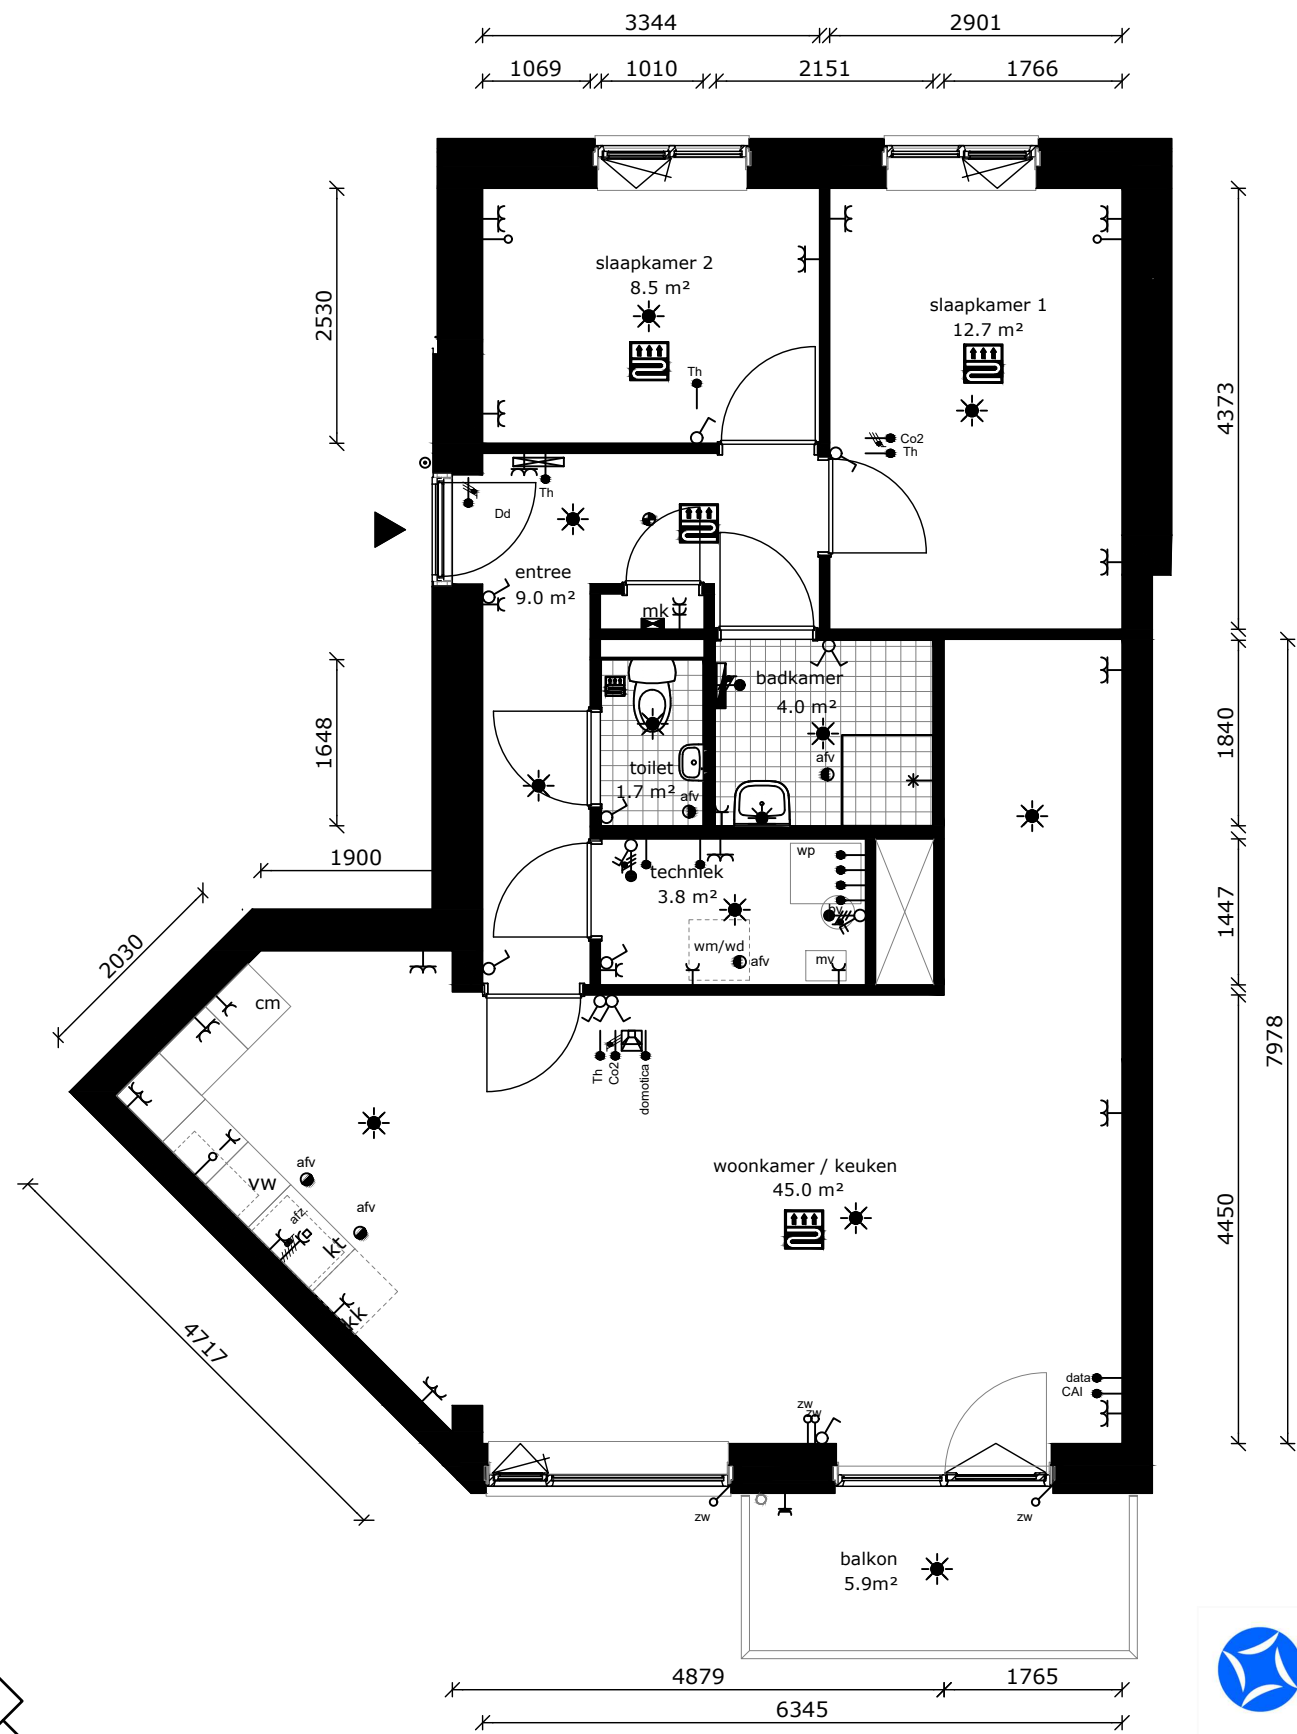 3344 2901
1069 1010 2151 1766
slaapkamer 2
8.5 m²
slaapkamer 1
12.7 m²
2530
Th
4373
Co2
Th
Th
Dd
entree
9.0 m²
mk
badkamer
4.0 m²
1648
1840
toilet
1.7 m²
afv
afv
1900
techniek
3.8 m²
wp
bv
1447
wm/wd
afv
mv
2030
cm
Th
Co2
domotica
7978
afv
vw
afv
afz
kt
kk
woonkamer / keuken
45.0 m²
4450
4717
data
CAI
zw
zw
zw
zw
balkon
5.9m²
4879 1765
6345